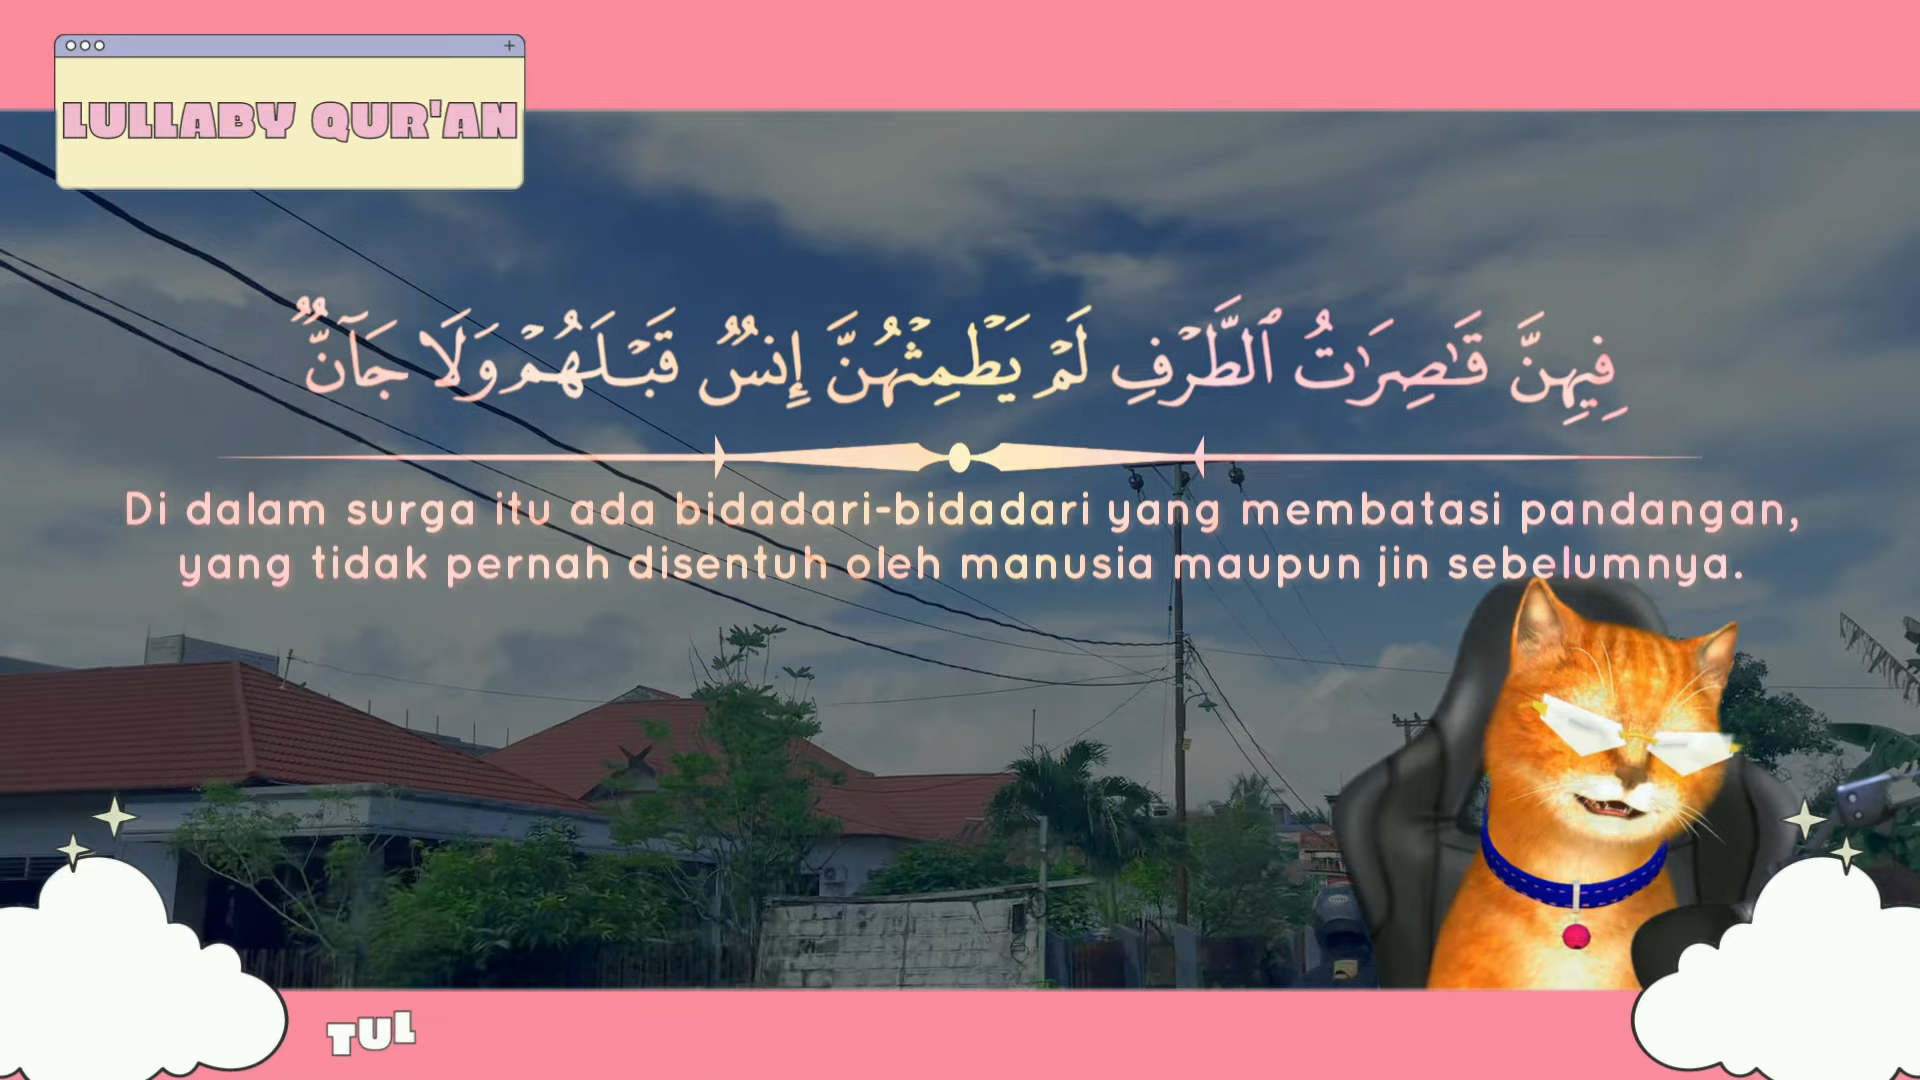 LULLABY QUR'AN
فِيهِنَّ قَٰصِرَٰتُ ٱلطَّرْفِ لَمْ يَطْمِثْهُنَّ إِنسٌ قَبْلَهُمْ وَلَا جَآنٌّ
Di dalam surga itu ada bidadari-bidadari yang membatasi pandangan,
yang tidak pernah disentuh oleh manusia maupun jin sebelumnya.
TUL